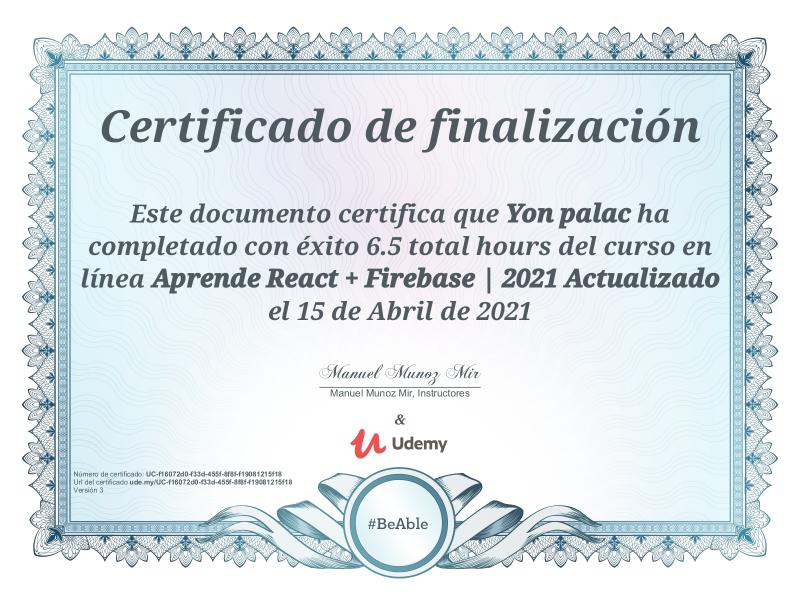 Certificado de finalización
Este documento certifica que Yon palac ha
completado con éxito 6.5 total hours del curso en
línea Aprende React + Firebase | 2021 Actualizado
el 15 de Abril de 2021
Manuel Munoz Mir
Manuel Munoz Mir, Instructores
&
Udemy
Número de certificado: UC-f16072d0-f33d-455f-8f8f-f19081215f18
Url del certificado ude.my/UC-f16072d0-f33d-455f-8f8f-f19081215f18
Versión 3
#BeAble